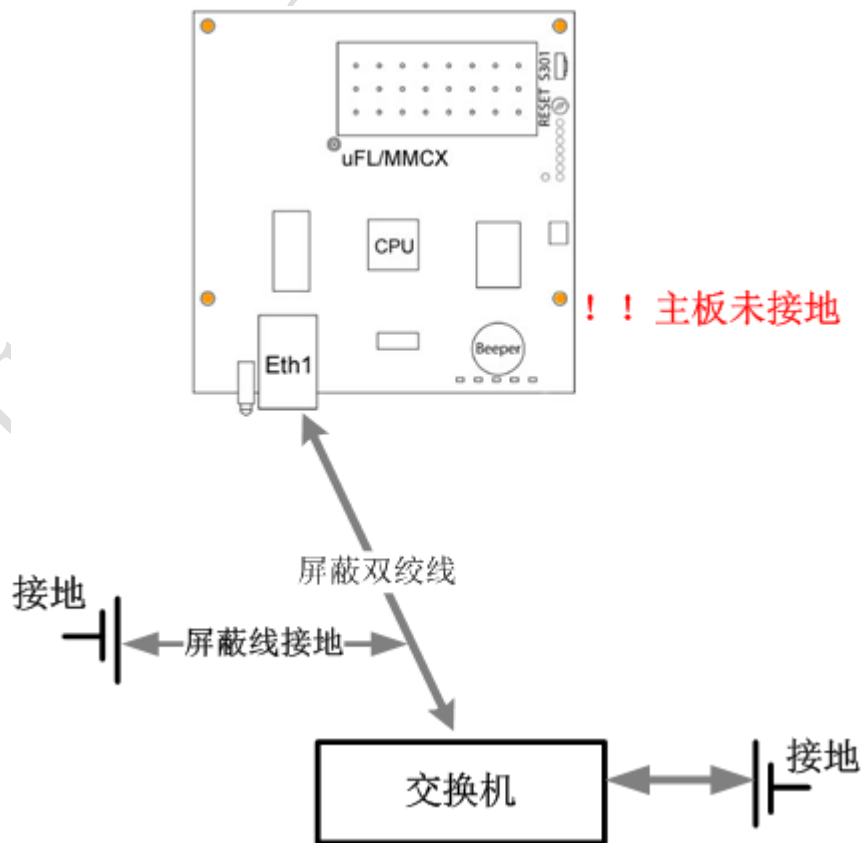 S301
RESET
uFL/MMCX
CPU
！！主板未接地
Eth1
Beeper
屏蔽双绞线
接地
屏蔽线接地
交换机
接地